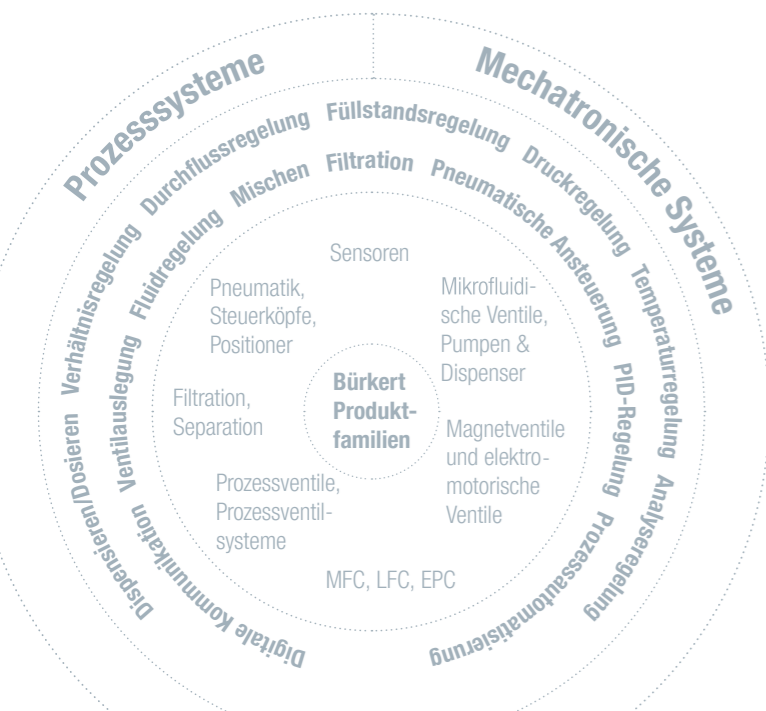 Prozesssysteme
Mechatronische Systeme
Dispensieren/Dosieren
Verhältnisregelung
Durchflussregelung
Füllstandsregelung
Druckregelung
Temperaturregelung
Analyseregelung
Digitale Kommunikation
Ventilauslegung
Fluidregelung
Mischen
Filtration
Pneumatische Ansteuerung
PID-Regelung
Prozessautomatisierung
Sensoren
Pneumatik,
Steuerköpfe,
Positioner
Mikrofluidi-
sche Ventile,
Pumpen &
Dispenser
Filtration,
Separation
Bürkert
Produkt-
familien
Magnetventile
und elektro-
motorische
Ventile
Prozessventile,
Prozessventil-
systeme
MFC, LFC, EPC